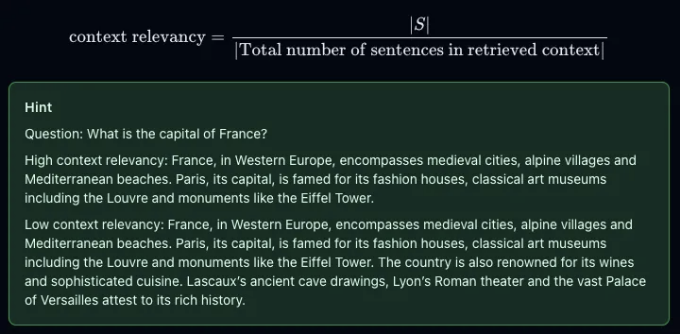 context relevancy = |S| / |Total number of sentences in retrieved context|
Hint
Question: What is the capital of France?
High context relevancy: France, in Western Europe, encompasses medieval cities, alpine villages and
Mediterranean beaches. Paris, its capital, is famed for its fashion houses, classical art museums
including the Louvre and monuments like the Eiffel Tower.
Low context relevancy: France, in Western Europe, encompasses medieval cities, alpine villages and
Mediterranean beaches. Paris, its capital, is famed for its fashion houses, classical art museums
including the Louvre and monuments like the Eiffel Tower. The country is also renowned for its wines
and sophisticated cuisine. Lascaux’s ancient cave drawings, Lyon’s Roman theater and the vast Palace
of Versailles attest to its rich history.